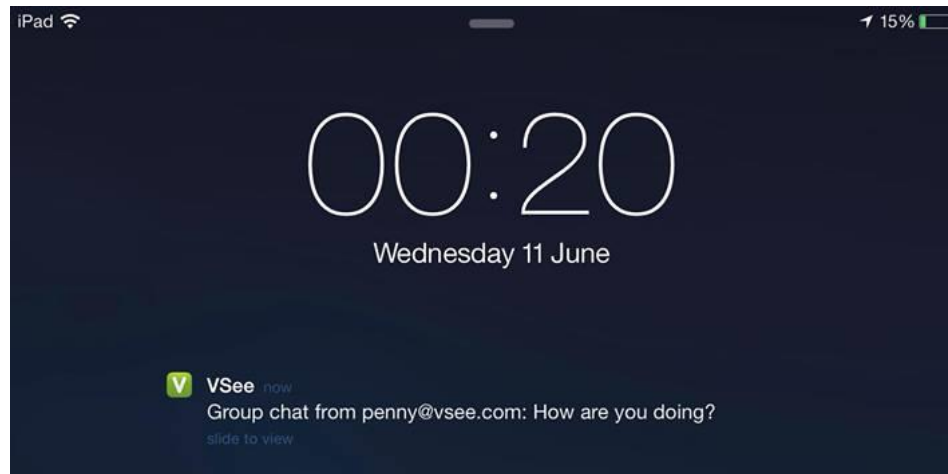 iPad 15%
00:20
Wednesday 11 June
V VSee now
Group chat from penny@vsee.com: How are you doing?
slide to view